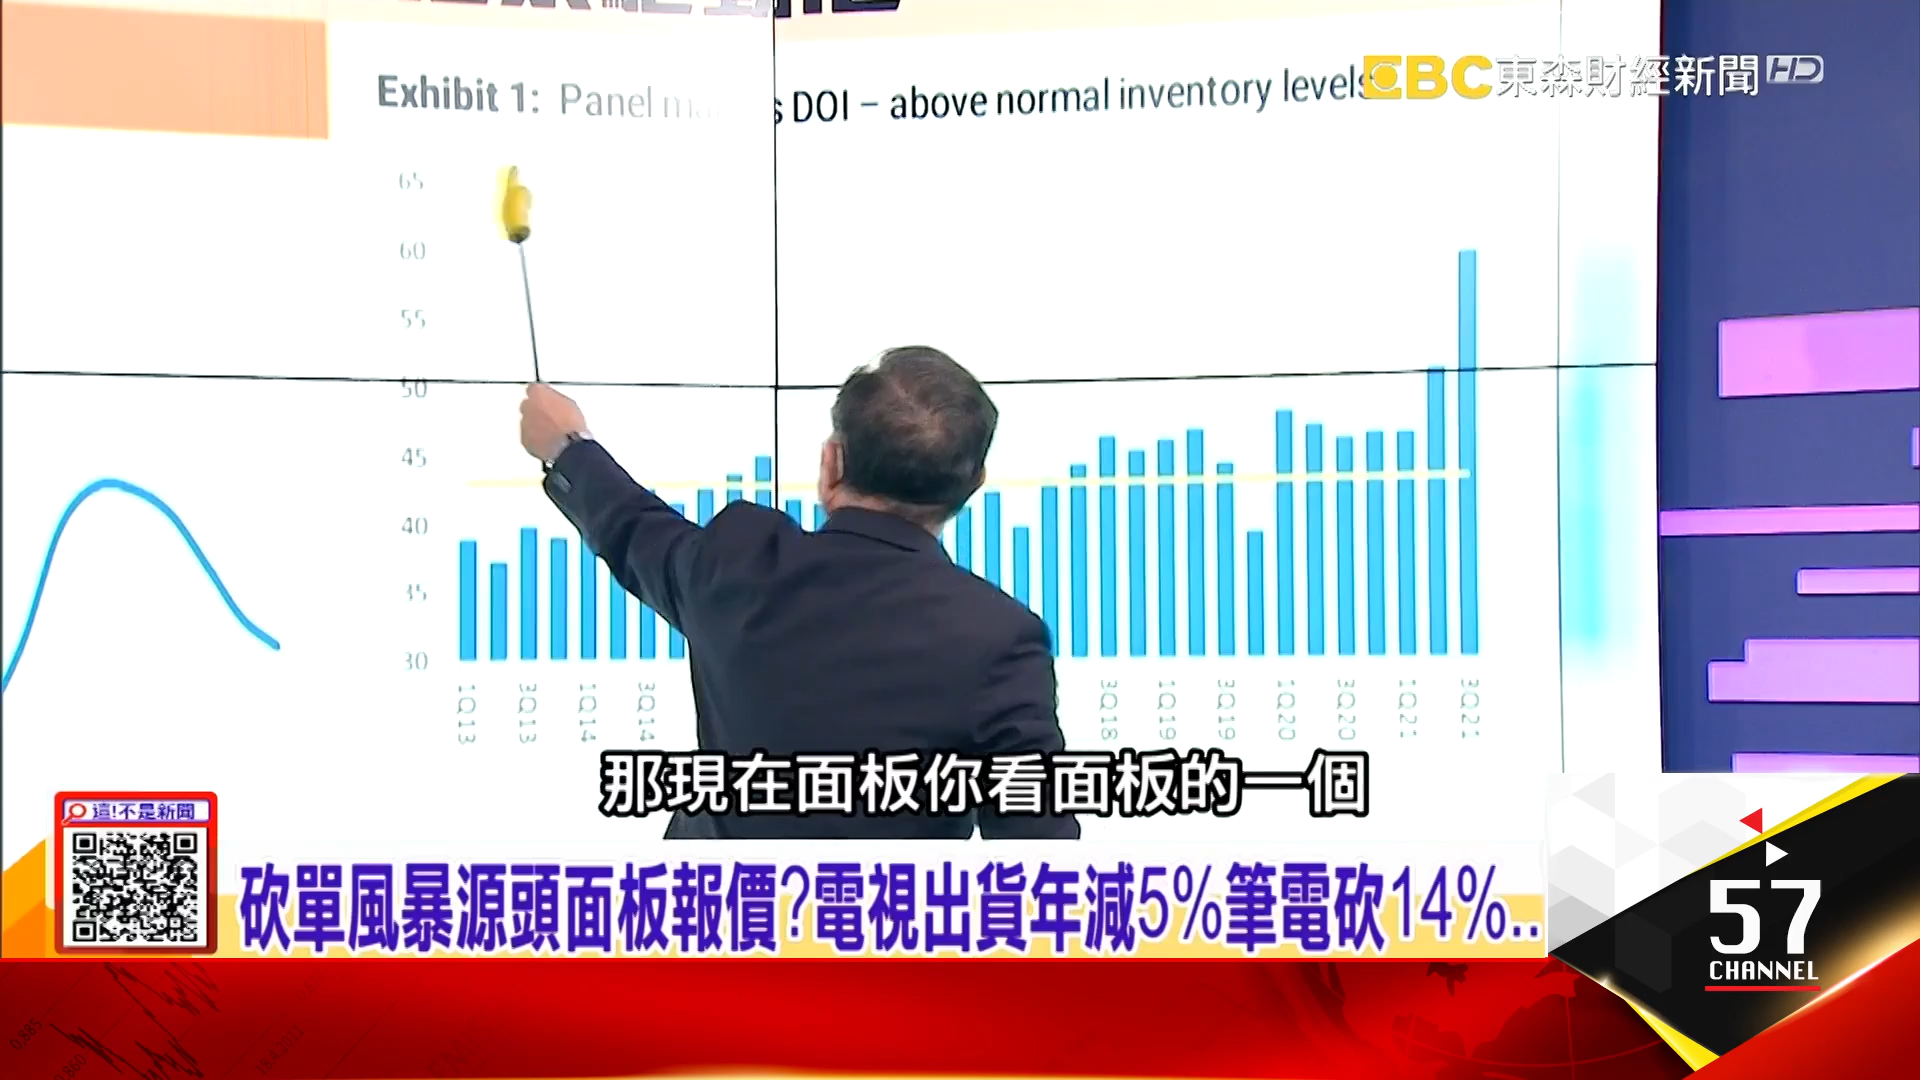 Exhibit 1: Panel DOI – above normal inventory levels
EBC東森財經新聞HD
65
60
55
50
45
40
35
30
1Q13
3Q13
1Q14
3Q14
3Q18
1Q19
3Q19
1Q20
3Q20
1Q21
3Q21
那現在面板你看面板的一個
這!不是新聞
砍單風暴源頭面板報價?電視出貨年減5%筆電砍14%..
57
CHANNEL